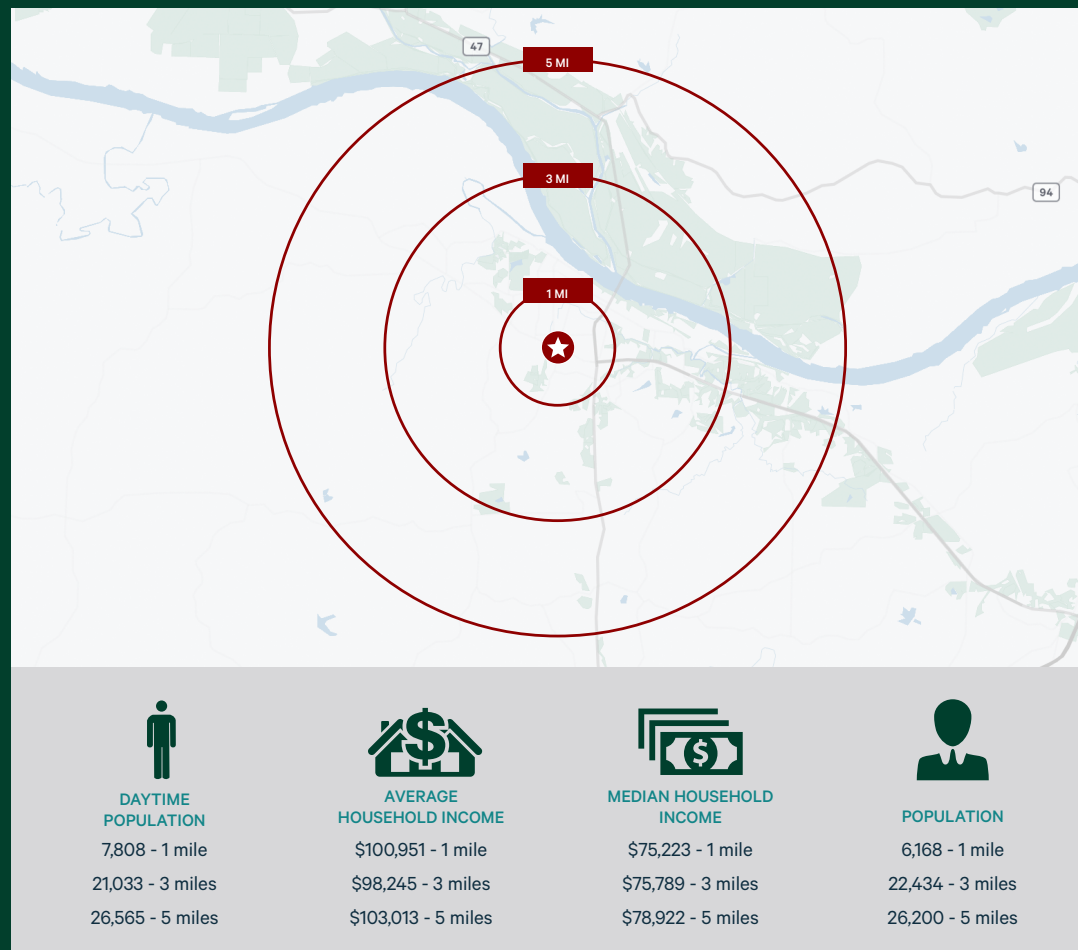 47
5 MI
3 MI
94
1 MI
DAYTIME
POPULATION
7,808 - 1 mile
21,033 - 3 miles
26,565 - 5 miles
AVERAGE
HOUSEHOLD INCOME
$100,951 - 1 mile
$98,245 - 3 miles
$103,013 - 5 miles
MEDIAN HOUSEHOLD
INCOME
$75,223 - 1 mile
$75,789 - 3 miles
$78,922 - 5 miles
POPULATION
6,168 - 1 mile
22,434 - 3 miles
26,200 - 5 miles